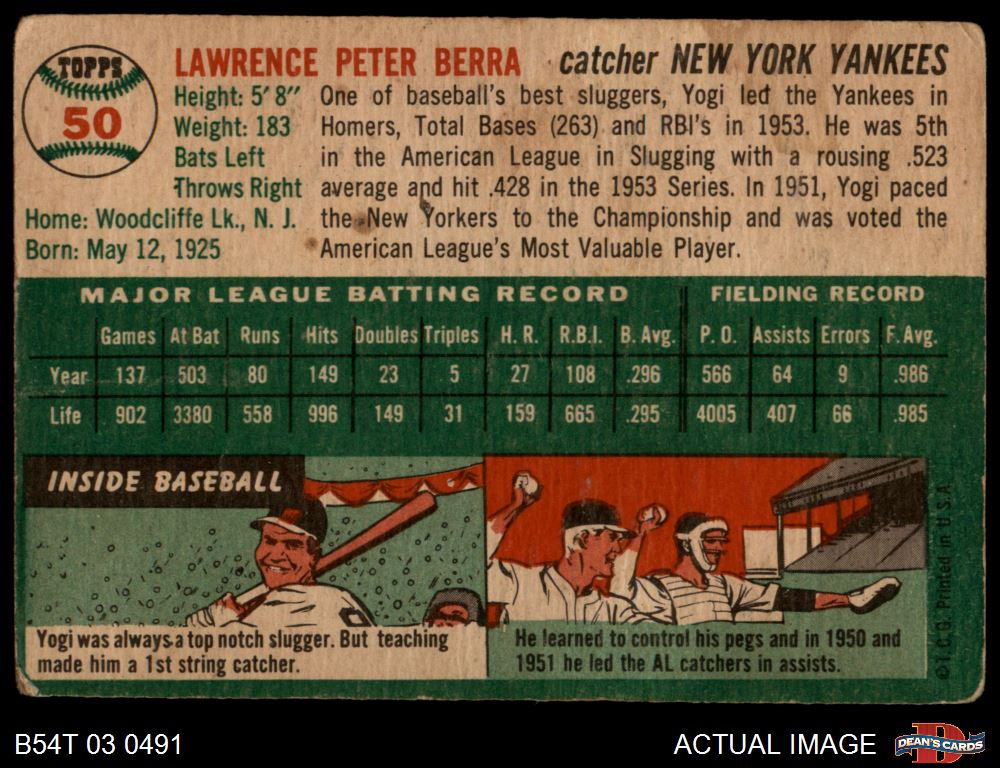 TOPPS
50
LAWRENCE PETER BERRA catcher NEW YORK YANKEES
Height: 5' 8"
Weight: 183
Bats Left
Throws Right
Home: Woodcliffe Lk., N. J.
Born: May 12, 1925
One of baseball's best sluggers, Yogi led the Yankees in
Homers, Total Bases (263) and RBI's in 1953. He was 5th
in the American League in Slugging with a rousing .523
average and hit .428 in the 1953 Series. In 1951, Yogi paced
the New Yorkers to the Championship and was voted the
American League's Most Valuable Player.
MAJOR LEAGUE BATTING RECORD FIELDING RECORD
Games At Bat Runs Hits Doubles Triples H. R. R.B.I. B. Avg. P. O. Assists Errors F. Avg.
Year 137 503 80 149 23 5 27 108 .296 566 64 9 .986
Life 902 3380 558 996 149 31 159 665 .295 4005 407 66 .985
INSIDE BASEBALL
Yogi was always a top notch slugger. But teaching
made him a 1st string catcher.
He learned to control his pegs and in 1950 and
1951 he led the AL catchers in assists.
©T.C.G. Printed in U.S.A.
B54T 03 0491
ACTUAL IMAGE
DEAN'S CARDS